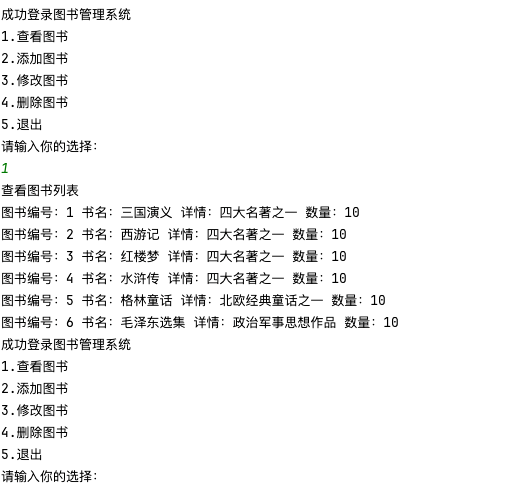 成功登录图书管理系统
1.查看图书
2.添加图书
3.修改图书
4.删除图书
5.退出
请输入你的选择：
1
查看图书列表
图书编号：1 书名：三国演义 详情：四大名著之一 数量：10
图书编号：2 书名：西游记 详情：四大名著之一 数量：10
图书编号：3 书名：红楼梦 详情：四大名著之一 数量：10
图书编号：4 书名：水浒传 详情：四大名著之一 数量：10
图书编号：5 书名：格林童话 详情：北欧经典童话之一 数量：10
图书编号：6 书名：毛泽东选集 详情：政治军事思想作品 数量：10
成功登录图书管理系统
1.查看图书
2.添加图书
3.修改图书
4.删除图书
5.退出
请输入你的选择：